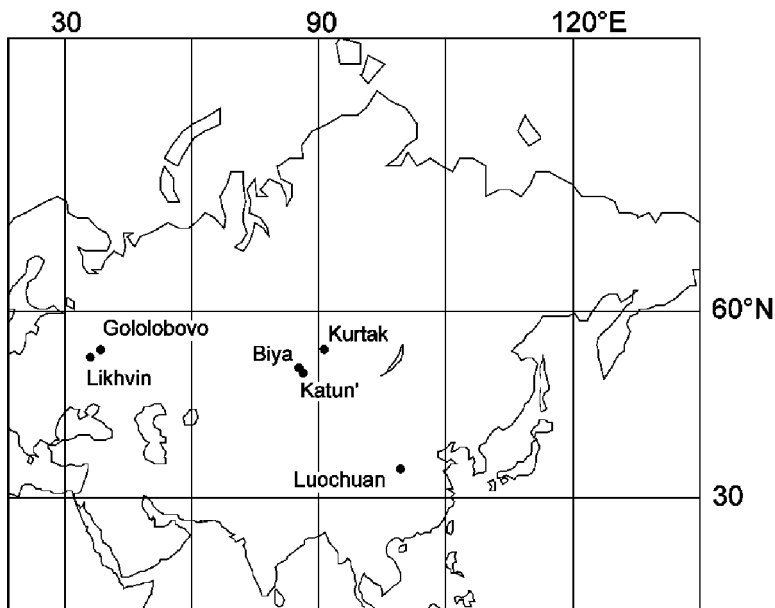 30 90 120°E
60°N
Gololobovo
Kurtak
Biya
Likhvin
Katun'
Luochuan
30